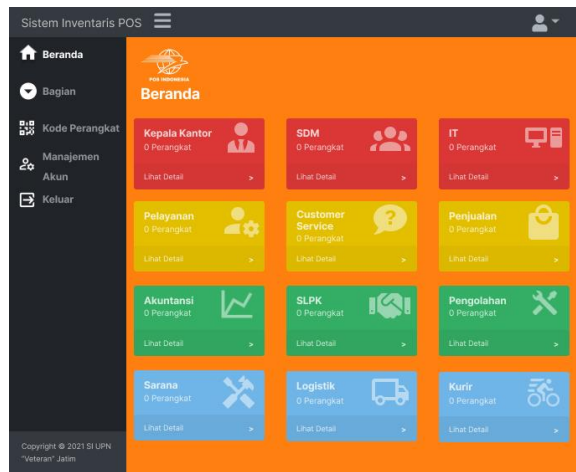 Sistem Inventaris POS
Beranda
Bagian
Kode Perangkat
Manajemen
Akun
Keluar
Copyright © 2021 SI UPN
"Veteran" Jatim
POS INDONESIA
Beranda
Kepala Kantor
0 Perangkat
Lihat Detail >
SDM
0 Perangkat
Lihat Detail >
IT
0 Perangkat
Lihat Detail >
Pelayanan
0 Perangkat
Lihat Detail >
Customer
Service
0 Perangkat
Lihat Detail >
Penjualan
0 Perangkat
Lihat Detail >
Akuntansi
0 Perangkat
Lihat Detail >
SLPK
0 Perangkat
Lihat Detail >
Pengolahan
0 Perangkat
Lihat Detail >
Sarana
0 Perangkat
Lihat Detail >
Logistik
0 Perangkat
Lihat Detail >
Kurir
0 Perangkat
Lihat Detail >